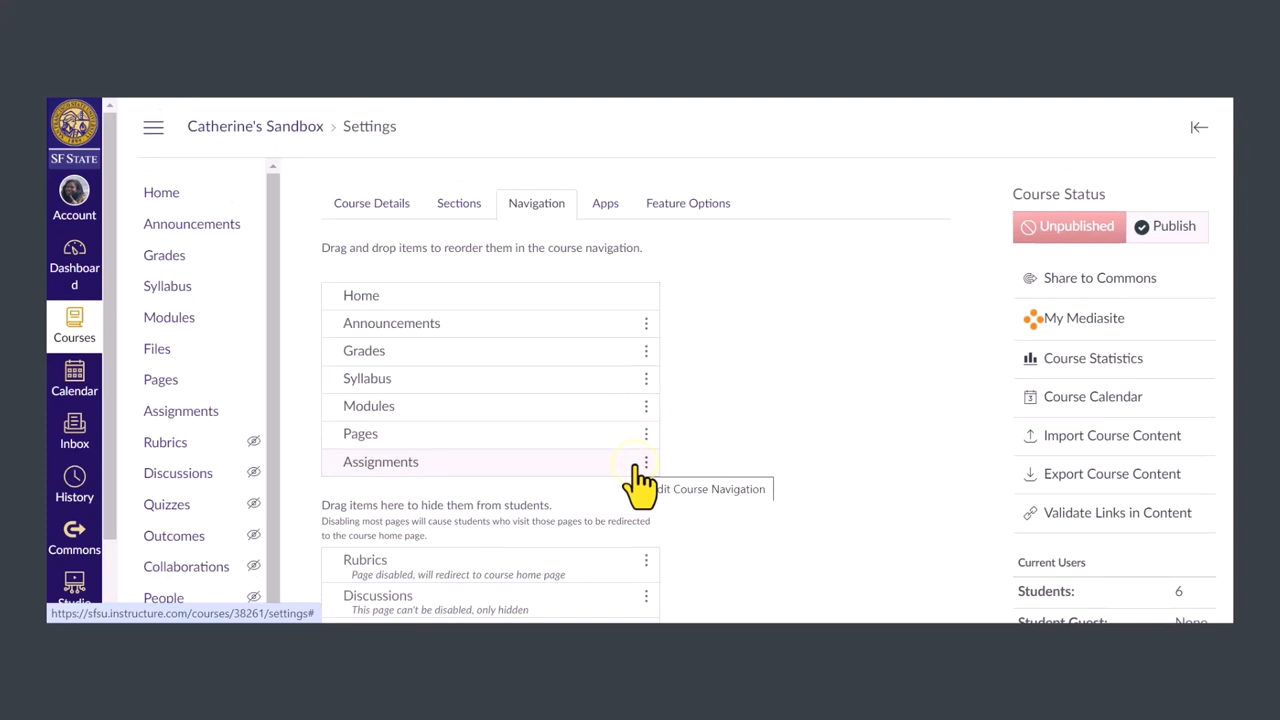 SF STATE
Account
Dashboar
d
Courses
Calendar
Inbox
History
Commons
Catherine's Sandbox › Settings
Home
Announcements
Grades
Syllabus
Modules
Files
Pages
Assignments
Rubrics
Discussions
Quizzes
Outcomes
Collaborations
People
https://sfsu.instructure.com/courses/38261/settings#
Course Details
Sections
Navigation
Apps
Feature Options
Drag and drop items to reorder them in the course navigation.
Home
Announcements
Grades
Syllabus
Modules
Pages
Assignments
dit Course Navigation
Drag items here to hide them from students.
Disabling most pages will cause students who visit those pages to be redirected
to the course home page.
Rubrics
Page disabled, will redirect to course home page
Discussions
This page can't be disabled, only hidden
Course Status
Unpublished
Publish
Share to Commons
My Mediasite
Course Statistics
Course Calendar
Import Course Content
Export Course Content
Validate Links in Content
Current Users
Students: 6
Student Guest: None